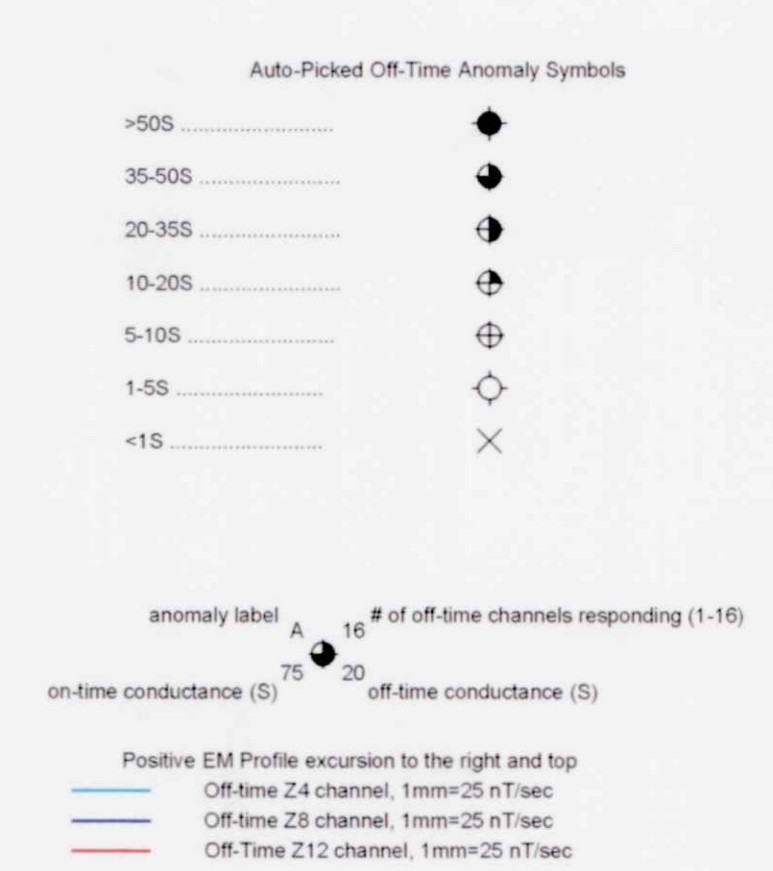 Auto-Picked Off-Time Anomaly Symbols
>50S ..........................
35-50S ........................
20-35S ........................
10-20S ........................
5-10S .........................
1-5S .........................
<1S ..........................
anomaly label A 16 # of off-time channels responding (1-16)
on-time conductance (S) 75 20 off-time conductance (S)
Positive EM Profile excursion to the right and top
Off-time Z4 channel, 1mm=25 nT/sec
Off-time Z8 channel, 1mm=25 nT/sec
Off-Time Z12 channel, 1mm=25 nT/sec